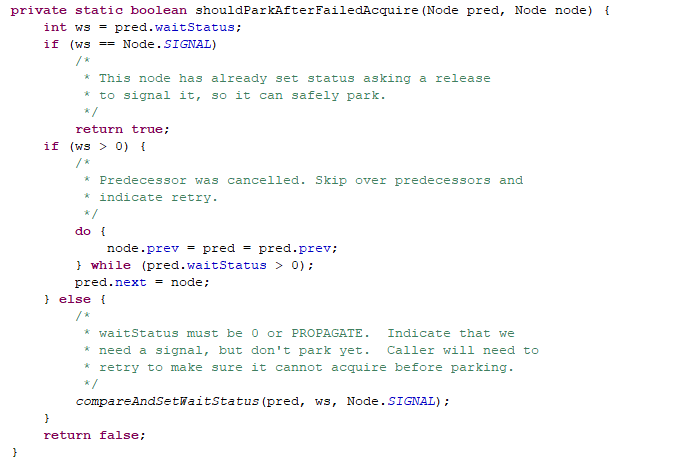 private static boolean shouldParkAfterFailedAcquire(Node pred, Node node) {
    int ws = pred.waitStatus;
    if (ws == Node.SIGNAL)
        /*
         * This node has already set status asking a release
         * to signal it, so it can safely park.
         */
        return true;
    if (ws > 0) {
        /*
         * Predecessor was cancelled. Skip over predecessors and
         * indicate retry.
         */
        do {
            node.prev = pred = pred.prev;
        } while (pred.waitStatus > 0);
        pred.next = node;
    } else {
        /*
         * waitStatus must be 0 or PROPAGATE.  Indicate that we
         * need a signal, but don't park yet.  Caller will need to
         * retry to make sure it cannot acquire before parking.
         */
        compareAndSetWaitStatus(pred, ws, Node.SIGNAL);
    }
    return false;
}